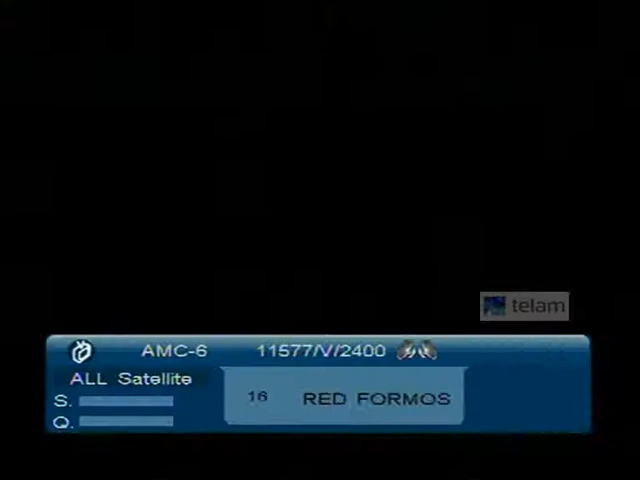 telam
AMC-6 11577/V/2400
ALL Satellite
S.
16 RED FORMOS
Q.